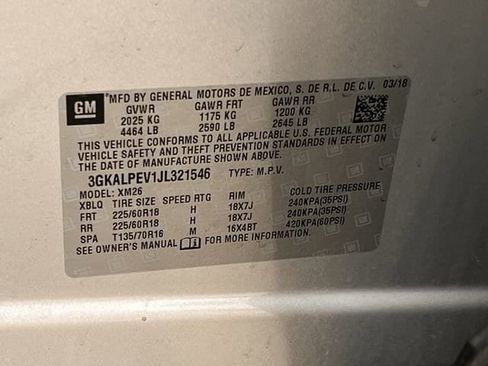 GM
MFD BY GENERAL MOTORS DE MEXICO, S. DE R.L. DE C.V. 03/18
GVWR GAWR FRT GAWR RR
2025 KG 1175 KG 1200 KG
4464 LB 2590 LB 2645 LB
THIS VEHICLE CONFORMS TO ALL APPLICABLE U.S. FEDERAL
MOTOR VEHICLE SAFETY AND THEFT PREVENTION STANDARDS IN EFFECT ON
THE DATE OF MANUFACTURE SHOWN ABOVE.
3GKALPEV1JL321546 TYPE: M.P.V.
MODEL: XM26
XBLQ TIRE SIZE SPEED RTG RIM COLD TIRE PRESSURE
FRT 225/60R18 H 18X7J 240KPA(35PSI)
RR 225/60R18 H 18X7J 240KPA(35PSI)
SPA T135/70R16 M 16X4BT 420KPA(60PSI)
SEE OWNER'S MANUAL FOR MORE INFORMATION.